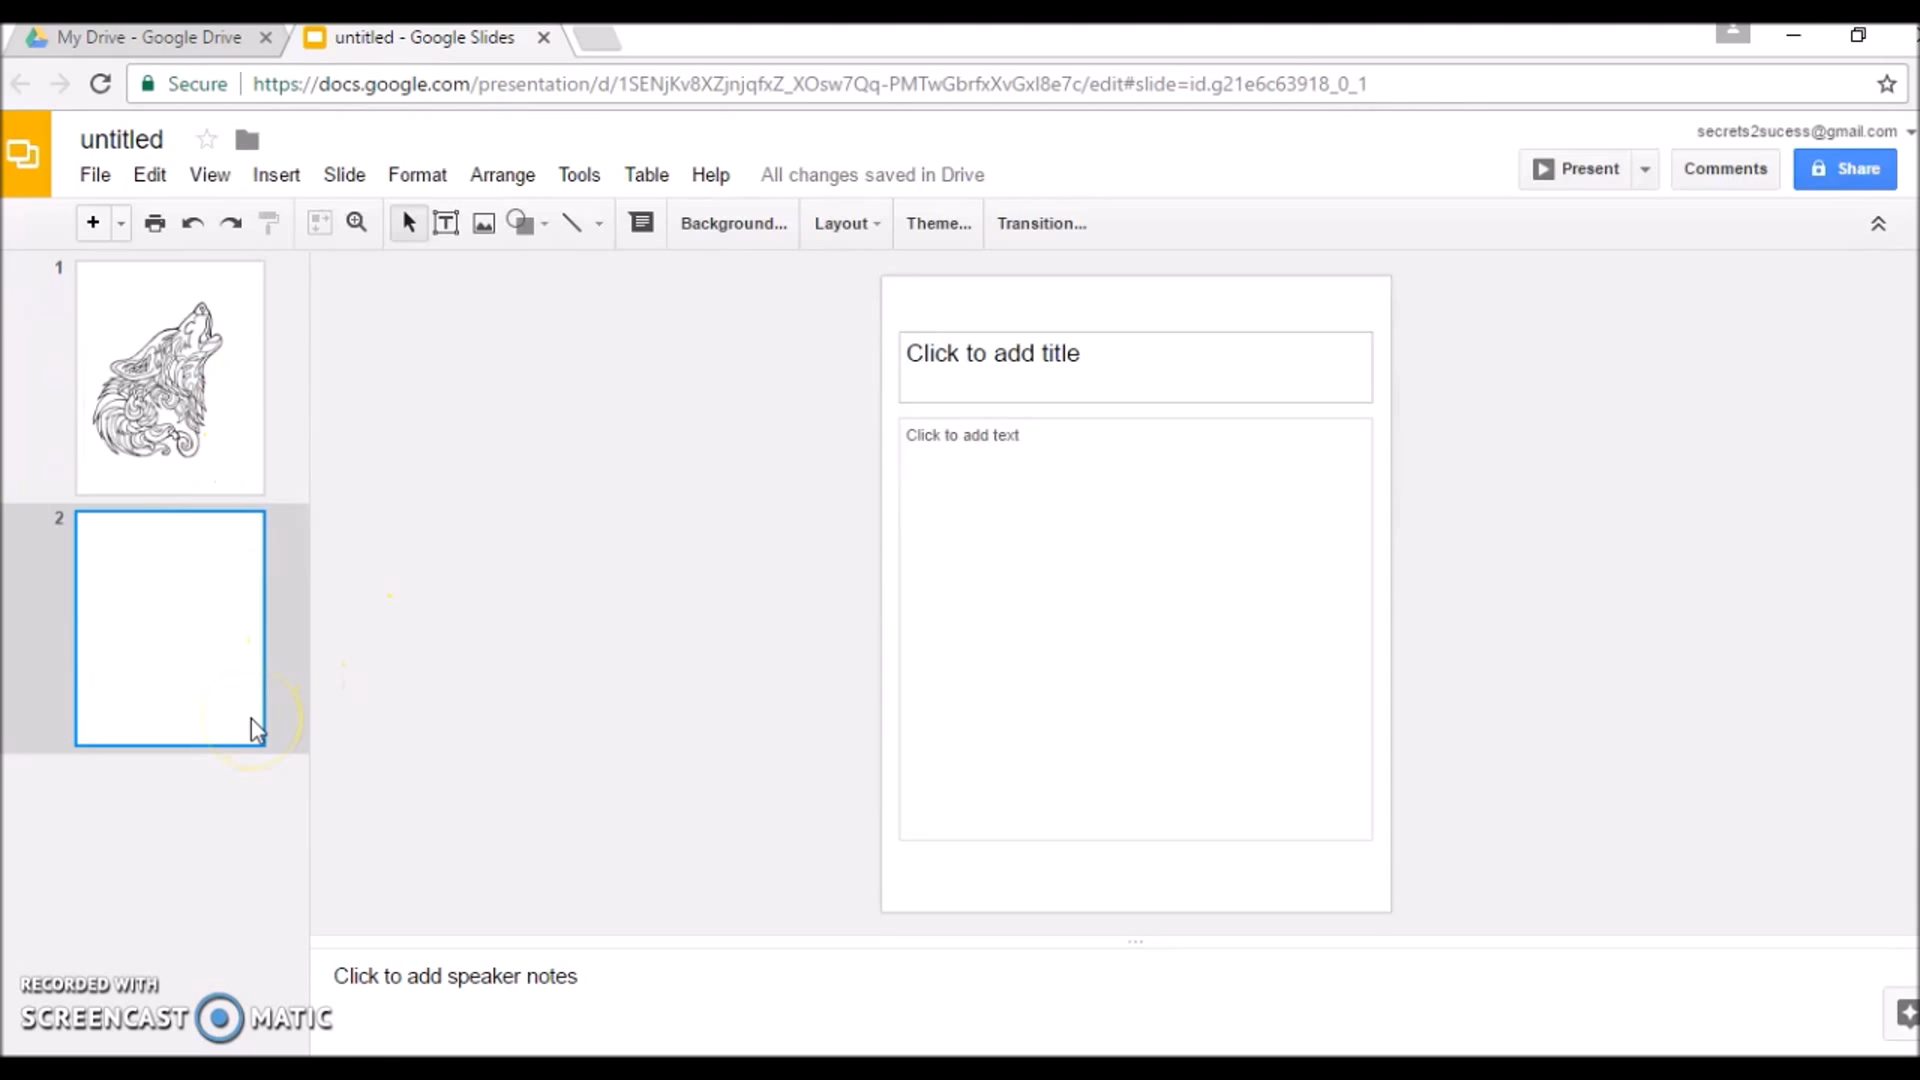 My Drive - Google Drive
untitled - Google Slides
Secure
https://docs.google.com/presentation/d/1SENjKv8XZjnjqfxZ_XOsw7Qq-PMTwGbrfxXvGxl8e7c/edit#slide=id.g21e6c63918_0_1
untitled
secrets2sucess@gmail.com
File Edit View Insert Slide Format Arrange Tools Table Help All changes saved in Drive
Present Comments Share
Background... Layout Theme... Transition...
1
2
Click to add title
Click to add text
Click to add speaker notes
RECORDED WITH
SCREENCAST MATIC